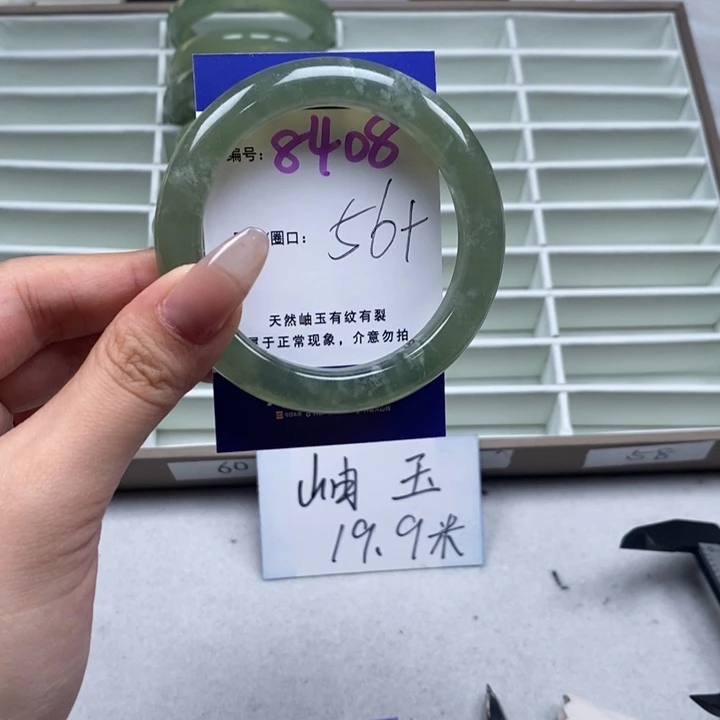 编号: 8408
圈口: 56+
天然岫玉有纹有裂
属于正常现象，介意勿拍。
60
58
岫玉
19.9米